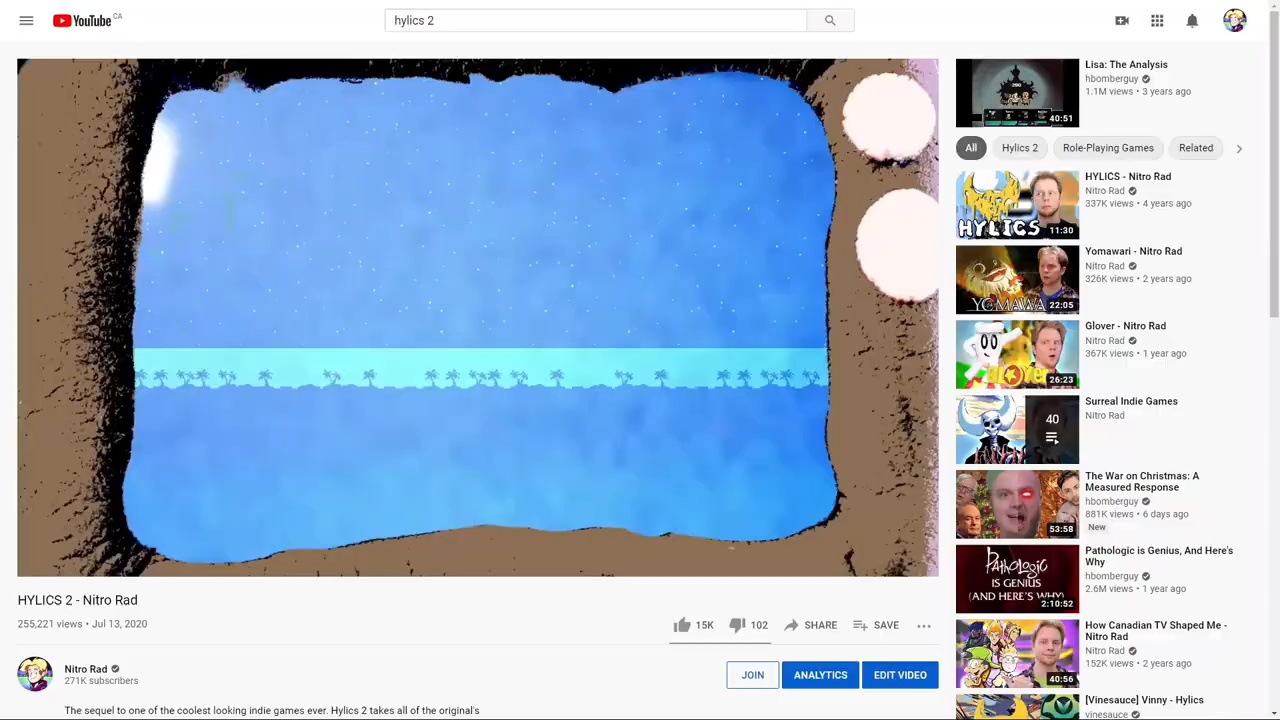 YouTube CA
hylics 2
Lisa: The Analysis
hbomberguy
1.1M views • 3 years ago
40:51
All
Hylics 2
Role-Playing Games
Related
HYLICS - Nitro Rad
Nitro Rad
337K views • 4 years ago
HYLICS
11:30
Yomawari - Nitro Rad
Nitro Rad
326K views • 2 years ago
YOMAWA
22:05
Glover - Nitro Rad
Nitro Rad
367K views • 1 year ago
26:23
Surreal Indie Games
Nitro Rad
40
The War on Christmas: A
Measured Response
hbomberguy
881K views • 6 days ago
New
53:58
Pathologic is Genius, And Here's
Why
hbomberguy
2.6M views • 1 year ago
PATHOLOGIC
IS GENIUS
(AND HERE'S WHY)
2:10:52
How Canadian TV Shaped Me -
Nitro Rad
Nitro Rad
152K views • 2 years ago
40:56
[Vinesauce] Vinny - Hylics
vinesauce
HYLICS 2 - Nitro Rad
255,221 views • Jul 13, 2020
15K
102
SHARE
SAVE
Nitro Rad
271K subscribers
JOIN
ANALYTICS
EDIT VIDEO
The sequel to one of the coolest looking indie games ever. Hylics 2 takes all of the original's